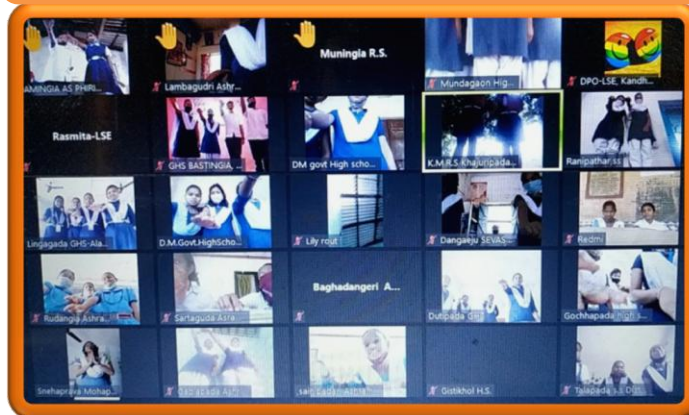 AMINGIA AS PHIRI...
Lambagudri Ashr...
Muningia R.S.
Mundagaon Hig...
DPO-LSE, Kandh...
Rasmita-LSE
GHS BASTINGIA, ...
DM govt High scho...
K.M.R.S Khajuripada...
Ranipathar,ss
Lingagada GHS-Ala...
D.M.Govt.HighScho...
Lily rout
Dangarju SEVAS...
Redmi
Rudangia Ashra...
Sartaguda Asra...
Baghadangeri A...
Dutipada GHS
Gochhapada high s...
Snehaprava Mohap...
Gistikhol H.S.